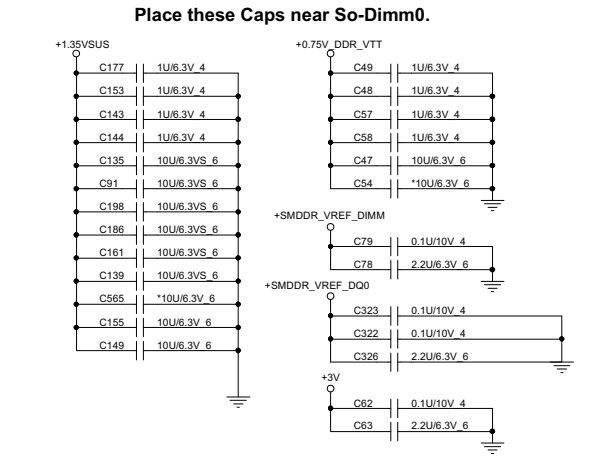 Place these Caps near So-Dimm0.
+1.35VSUS
C177 1U/6.3V_4
C153 1U/6.3V_4
C143 1U/6.3V_4
C144 1U/6.3V_4
C135 10U/6.3VS_6
C91 10U/6.3VS_6
C198 10U/6.3VS_6
C186 10U/6.3VS_6
C161 10U/6.3VS_6
C139 10U/6.3VS_6
C565 *10U/6.3V_6
C155 10U/6.3V_6
C149 10U/6.3V_6
+0.75V_DDR_VTT
C49 1U/6.3V_4
C48 1U/6.3V_4
C57 1U/6.3V_4
C58 1U/6.3V_4
C47 10U/6.3V_6
C54 *10U/6.3V_6
+SMDDR_VREF_DIMM
C79 0.1U/10V_4
C78 2.2U/6.3V_6
+SMDDR_VREF_DQ0
C323 0.1U/10V_4
C322 0.1U/10V_4
C326 2.2U/6.3V_6
+3V
C62 0.1U/10V_4
C63 2.2U/6.3V_6